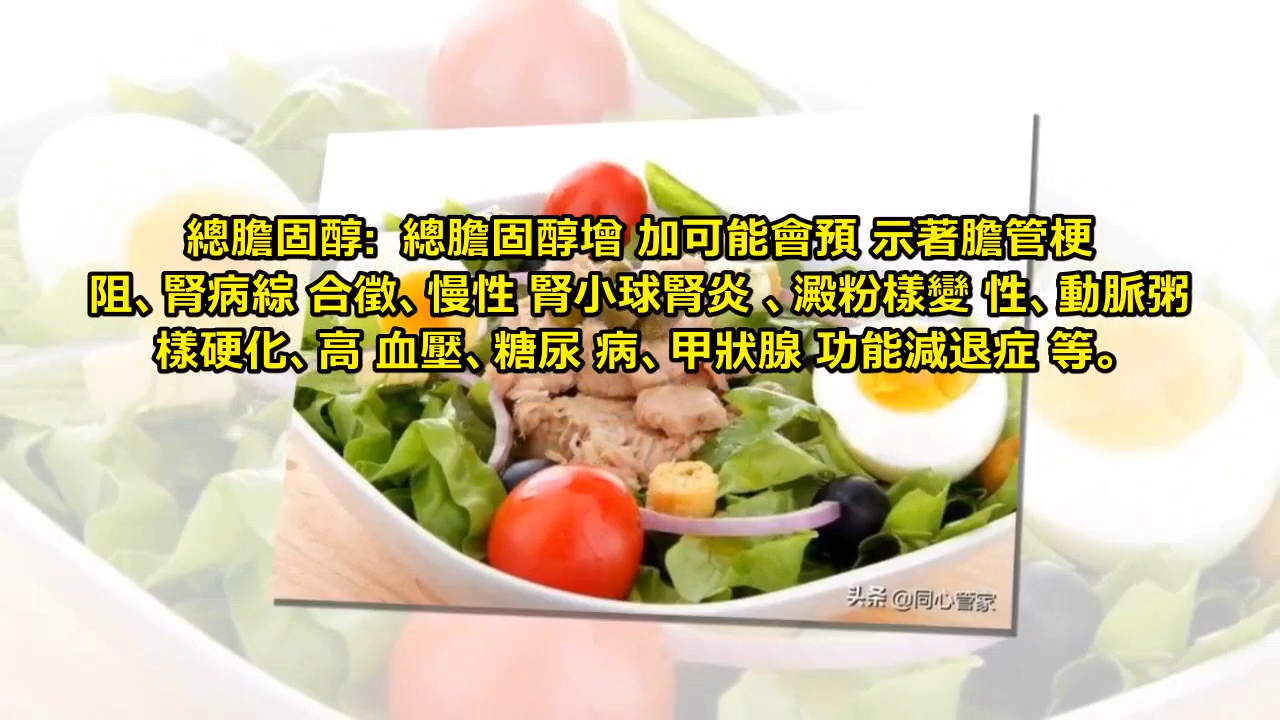 總膽固醇: 總膽固醇增 加可能會預 示著膽管梗
阻、腎病綜 合徵、慢性 腎小球腎炎 、澱粉樣變 性、動脈粥
樣硬化、高 血壓、糖尿 病、甲狀腺 功能減退症 等。
头条 @同心管家